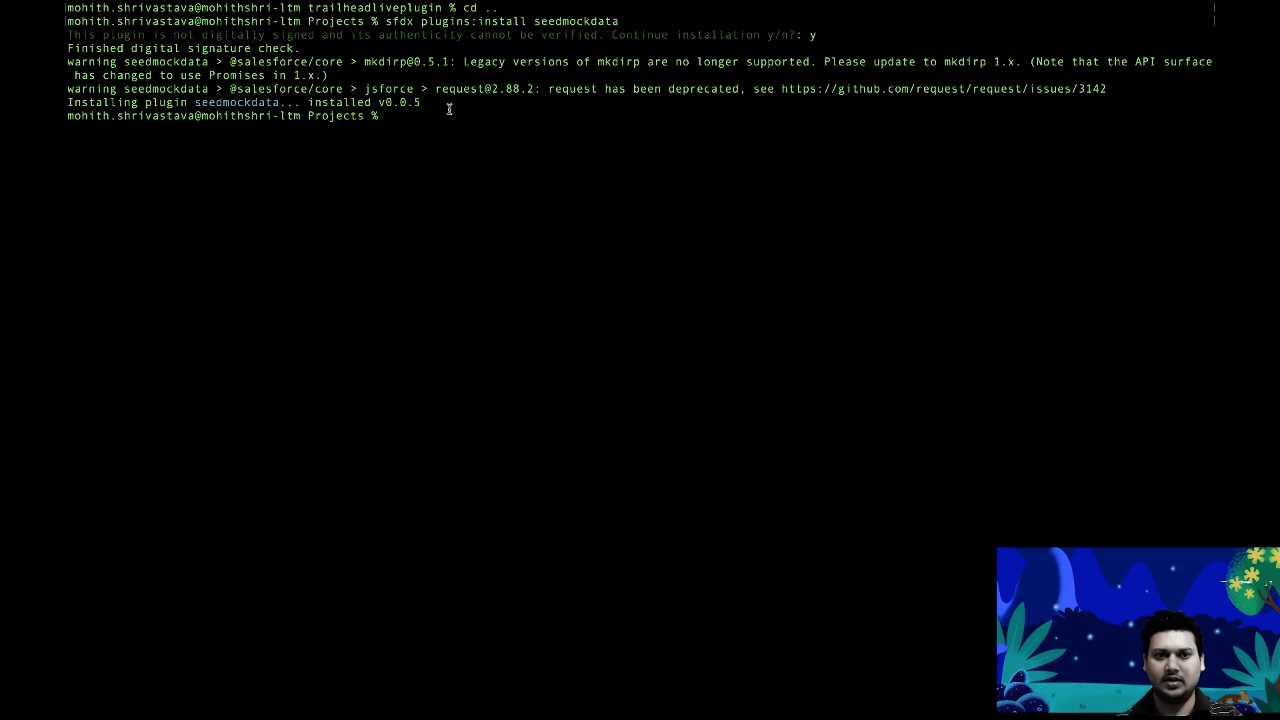 mohith.shrivastava@mohithshri-ltm trailheadliveplugin % cd ..
mohith.shrivastava@mohithshri-ltm Projects % sfdx plugins:install seedmockdata
This plugin is not digitally signed and its authenticity cannot be verified. Continue installation y/n?: y
Finished digital signature check.
warning seedmockdata > @salesforce/core > mkdirp@0.5.1: Legacy versions of mkdirp are no longer supported. Please update to mkdirp 1.x. (Note that the API surface
has changed to use Promises in 1.x.)
warning seedmockdata > @salesforce/core > jsforce > request@2.88.2: request has been deprecated, see https://github.com/request/request/issues/3142
Installing plugin seedmockdata... installed v0.0.5
mohith.shrivastava@mohithshri-ltm Projects %